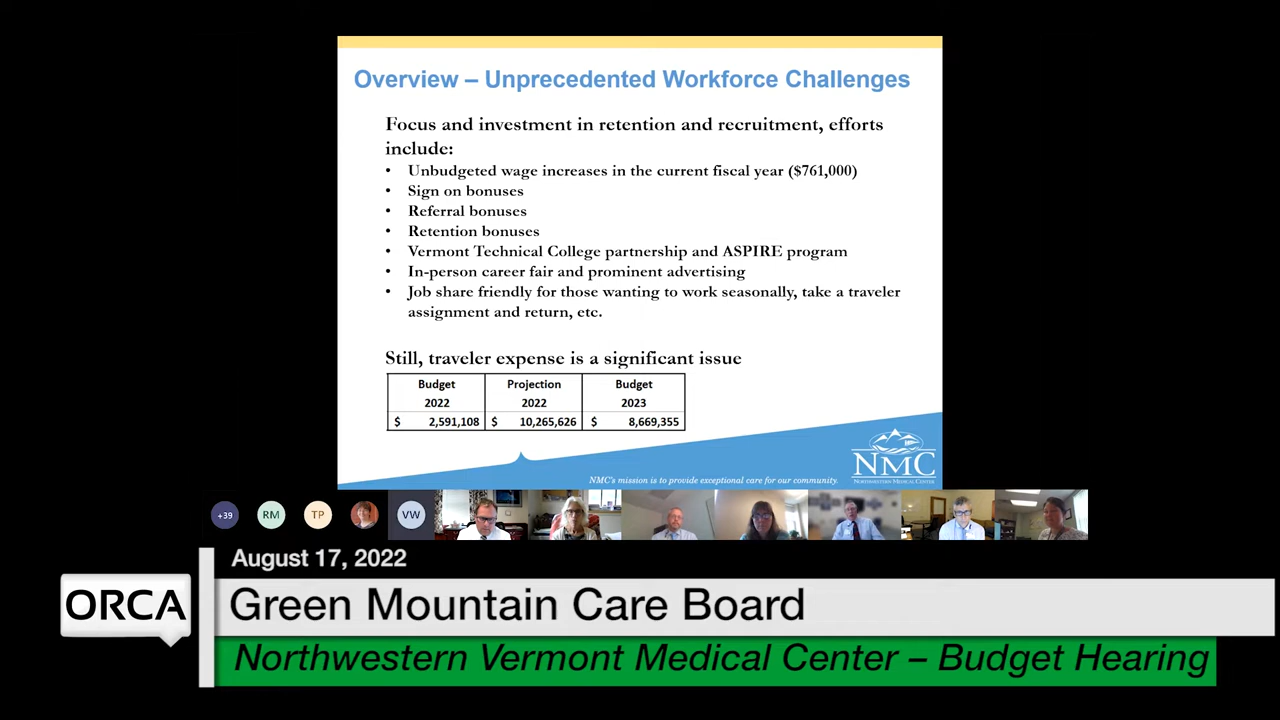 Overview – Unprecedented Workforce Challenges
Focus and investment in retention and recruitment, efforts
include:
• Unbudgeted wage increases in the current fiscal year ($761,000)
• Sign on bonuses
• Referral bonuses
• Retention bonuses
• Vermont Technical College partnership and ASPIRE program
• In-person career fair and prominent advertising
• Job share friendly for those wanting to work seasonally, take a traveler
assignment and return, etc.
Still, traveler expense is a significant issue
Budget Projection Budget
2022 2022 2023
$ 2,591,108 $ 10,265,626 $ 8,669,355
NMC
NORTHWESTERN MEDICAL CENTER
NMC's mission is to provide exceptional care for our community.
+39 RM TP VW
August 17, 2022
ORCA
Green Mountain Care Board
Northwestern Vermont Medical Center – Budget Hearing